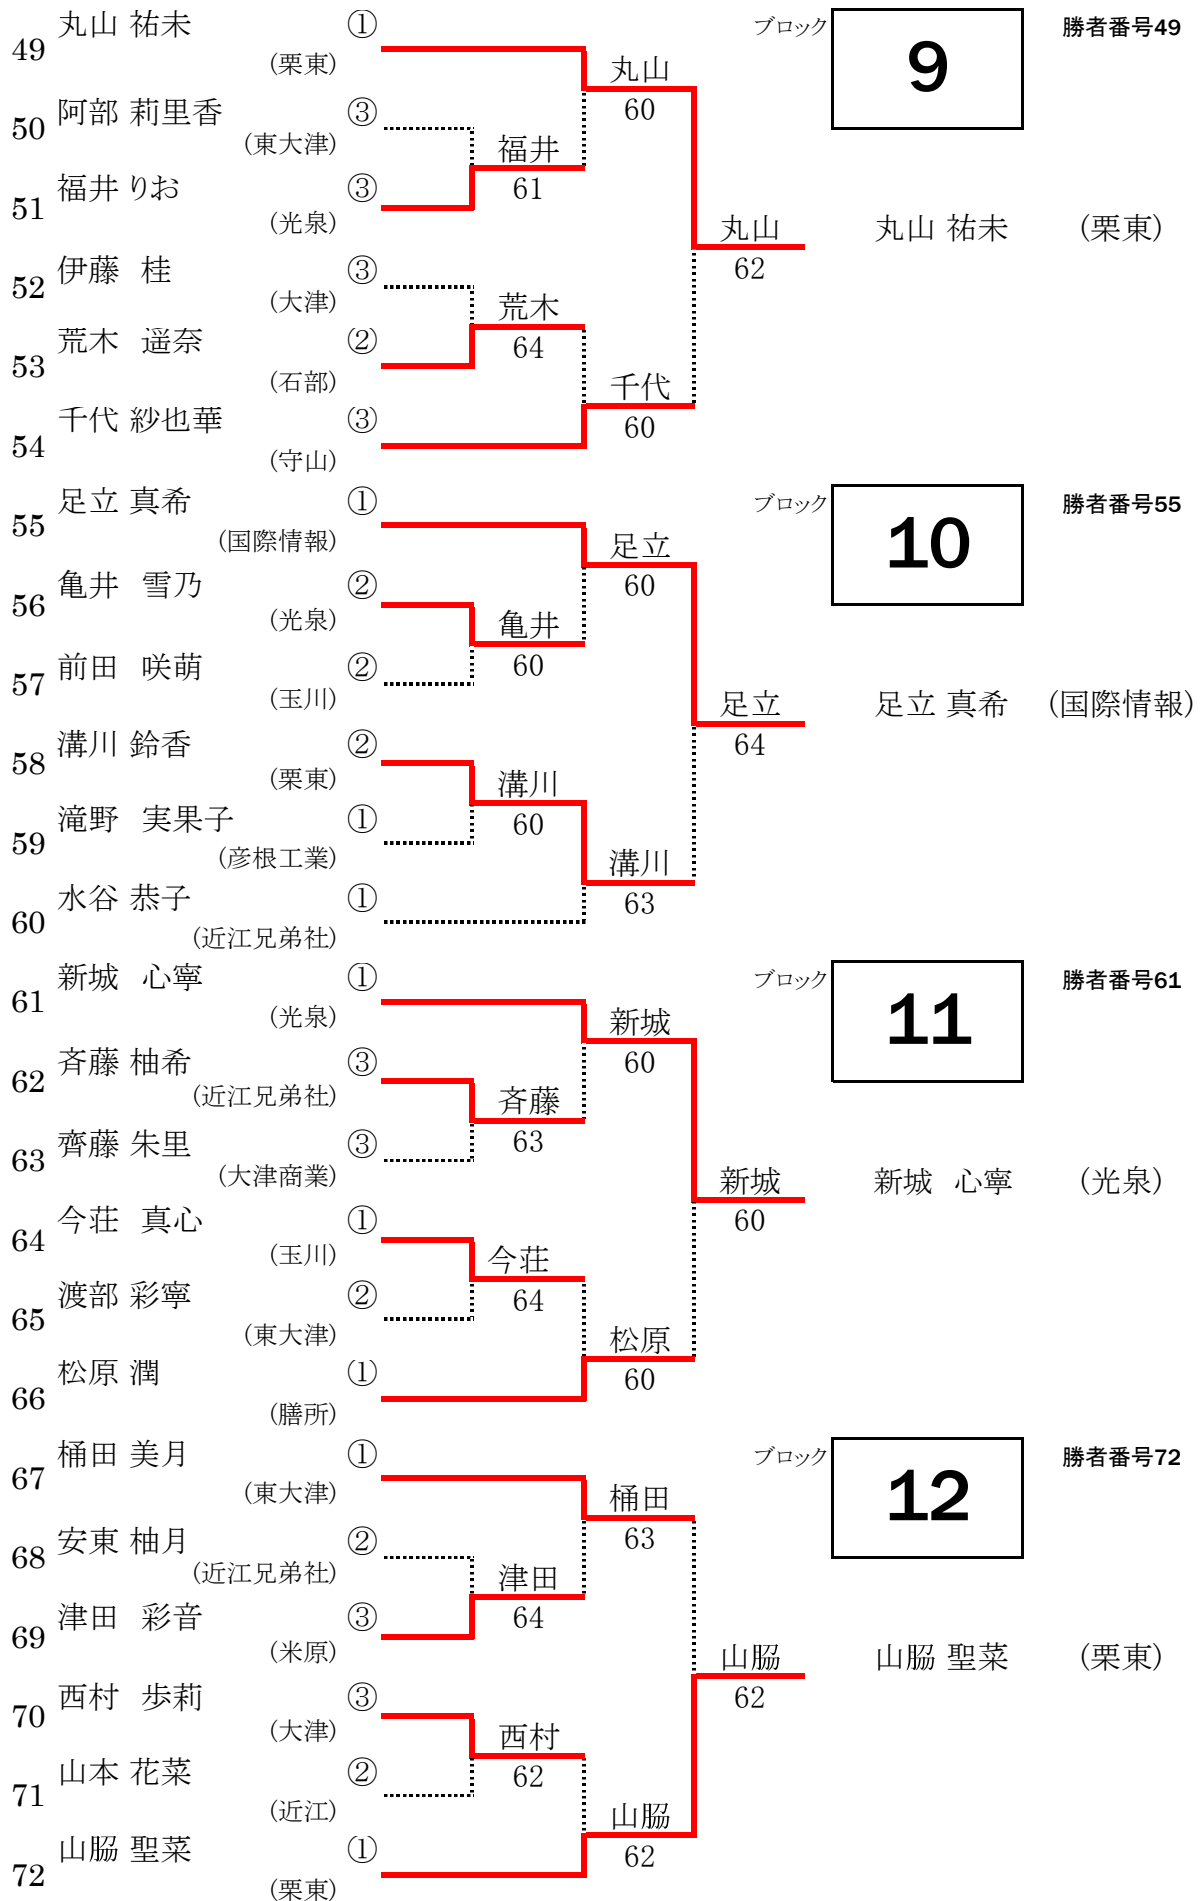 49 丸山 祐未 ① (栗東)
50 阿部 莉里香 ③ (東大津)
51 福井 りお ③ (光泉)
52 伊藤 桂 ③ (大津)
53 荒木 遥奈 ② (石部)
54 千代 紗也華 ③ (守山)
福井 61
荒木 64
丸山 60
千代 60
丸山 62
ブロック 9 勝者番号49
丸山 祐未 (栗東)
55 足立 真希 ① (国際情報)
56 亀井 雪乃 ② (光泉)
57 前田 咲萌 ② (玉川)
58 溝川 鈴香 ② (栗東)
59 滝野 実果子 ① (彦根工業)
60 水谷 恭子 ① (近江兄弟社)
亀井 60
溝川 60
足立 60
溝川 63
足立 64
ブロック 10 勝者番号55
足立 真希 (国際情報)
61 新城 心寧 ① (光泉)
62 斉藤 柚希 ③ (近江兄弟社)
63 齊藤 朱里 ③ (大津商業)
64 今荘 真心 ① (玉川)
65 渡部 彩寧 ② (東大津)
66 松原 潤 ① (膳所)
斉藤 63
今荘 64
新城 60
松原 60
新城 60
ブロック 11 勝者番号61
新城 心寧 (光泉)
67 桶田 美月 ① (東大津)
68 安東 柚月 ② (近江兄弟社)
69 津田 彩音 ③ (米原)
70 西村 歩莉 ③ (大津)
71 山本 花菜 ② (近江)
72 山脇 聖菜 ① (栗東)
津田 64
西村 62
桶田 63
山脇 62
山脇 62
ブロック 12 勝者番号72
山脇 聖菜 (栗東)